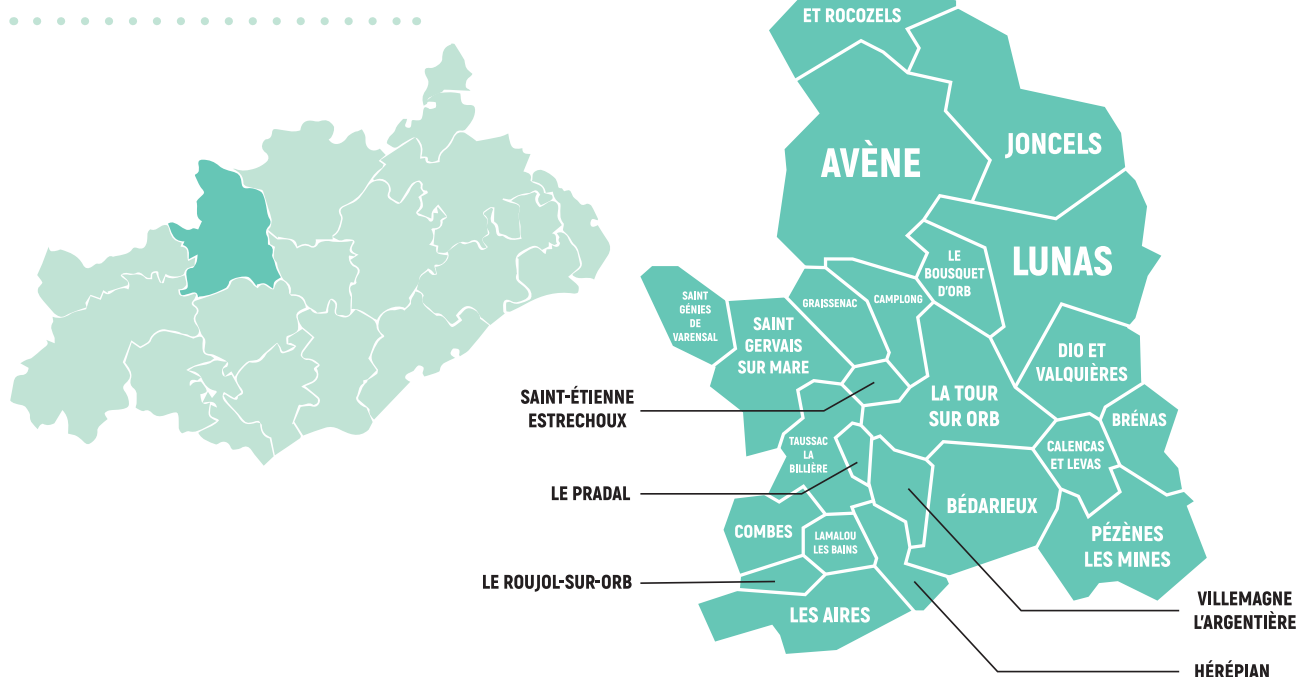 ET ROCOZELS
AVÈNE
JONCELS
LE
BOUSQUET
D'ORB
LUNAS
SAINT
GÉNIES
DE
VARENSAL
GRAISSENAC
CAMPLONG
SAINT
GERVAIS
SUR MARE
DIO ET
VALQUIÈRES
SAINT-ÉTIENNE
ESTRECHOUX
LA TOUR
SUR ORB
BRÉNAS
TAUSSAC
LA
BILLIÈRE
CALENCAS
ET LEVAS
LE PRADAL
BÉDARIEUX
COMBES
LAMALOU
LES BAINS
PÉZÈNES
LES MINES
LE ROUJOL-SUR-ORB
LES AIRES
VILLEMAGNE
L'ARGENTIÈRE
HÉRÉPIAN